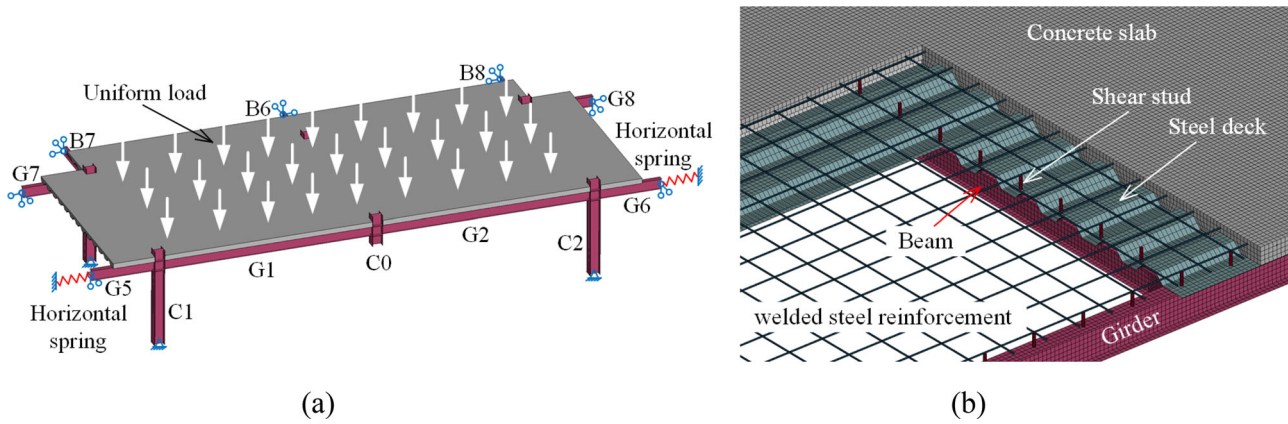 B8
Uniform load
B6
G8
B7
Horizontal
spring
G7
G6
G2
C2
C0
G1
G5
C1
Horizontal
spring
(a)
Concrete slab
Shear stud
Steel deck
Beam
welded steel reinforcement
Girder
(b)